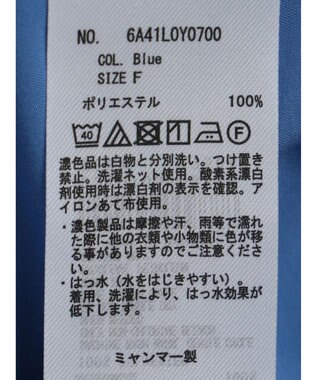 NO. 6A41L0Y0700
COL. Blue
SIZE F
ポリエステル 100%
40 F
濃色品は白物と分別洗い。つけ置き
禁止。洗濯ネット使用。酸素系漂白
剤使用時は漂白剤の表示を確認。ア
イロンあて布使用。
・濃色製品は摩擦や汗、雨等で濡れ
た際に他の衣類や小物類に色が移
る事がありますのでご注意くださ
い。
・はっ水（水をはじきやすい）。
着用、洗濯により、はっ水効果が
低下します。
ミャンマー製